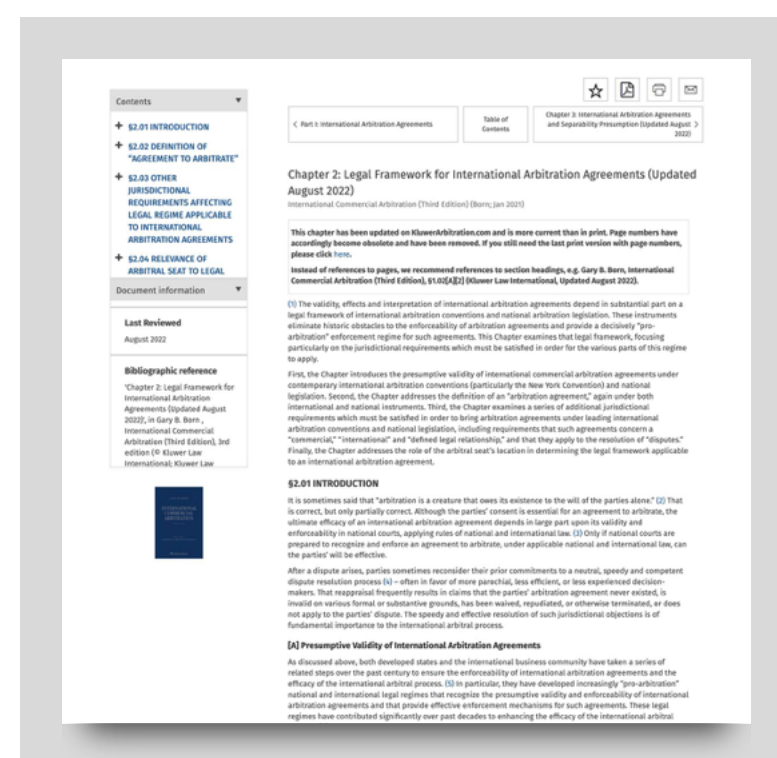 Contents
+ §2.01 INTRODUCTION
+ §2.02 DEFINITION OF
"AGREEMENT TO ARBITRATE"
+ §2.03 OTHER
JURISDICTIONAL
REQUIREMENTS AFFECTING
LEGAL REGIME APPLICABLE
TO INTERNATIONAL
ARBITRATION AGREEMENTS
+ §2.04 RELEVANCE OF
ARBITRAL SEAT TO LEGAL
Document information
Last Reviewed
August 2022
Bibliographic reference
'Chapter 2: Legal Framework for
International Arbitration
Agreements (Updated August
2022)', in Gary B. Born ,
International Commercial
Arbitration (Third Edition), 3rd
edition (© Kluwer Law
International; Kluwer Law
INTERNATIONAL
COMMERCIAL
ARBITRATION
< Part I: International Arbitration Agreements
Table of
Contents
Chapter 3: International Arbitration Agreements
and Separability Presumption (Updated August >
2022)
Chapter 2: Legal Framework for International Arbitration Agreements (Updated
August 2022)
International Commercial Arbitration (Third Edition) (Born; Jan 2021)
This chapter has been updated on KluwerArbitration.com and is more current than in print. Page numbers have
accordingly become obsolete and have been removed. If you still need the last print version with page numbers,
please click here.
Instead of references to pages, we recommend references to section headings, e.g. Gary B. Born, International
Commercial Arbitration (Third Edition), §1.02[A][2] (Kluwer Law International, Updated August 2022).
(1) The validity, effects and interpretation of international arbitration agreements depend in substantial part on a
legal framework of international arbitration conventions and national arbitration legislation. These instruments
eliminate historic obstacles to the enforceability of arbitration agreements and provide a decisively "pro-
arbitration" enforcement regime for such agreements. This Chapter examines that legal framework, focusing
particularly on the jurisdictional requirements which must be satisfied in order for the various parts of this regime
to apply.
First, the Chapter introduces the presumptive validity of international commercial arbitration agreements under
contemporary international arbitration conventions (particularly the New York Convention) and national
legislation. Second, the Chapter addresses the definition of an "arbitration agreement," again under both
international and national instruments. Third, the Chapter examines a series of additional jurisdictional
requirements which must be satisfied in order to bring arbitration agreements under leading international
arbitration conventions and national legislation, including requirements that such agreements concern a
"commercial," "international" and "defined legal relationship," and that they apply to the resolution of "disputes."
Finally, the Chapter addresses the role of the arbitral seat's location in determining the legal framework applicable
to an international arbitration agreement.
§2.01 INTRODUCTION
It is sometimes said that "arbitration is a creature that owes its existence to the will of the parties alone." (2) That
is correct, but only partially correct. Although the parties' consent is essential for an agreement to arbitrate, the
ultimate efficacy of an international arbitration agreement depends in large part upon its validity and
enforceability in national courts, applying rules of national and international law. (3) Only if national courts are
prepared to recognize and enforce an agreement to arbitrate, under applicable national and international law, can
the parties' will be effective.
After a dispute arises, parties sometimes reconsider their prior commitments to a neutral, speedy and competent
dispute resolution process (4) – often in favor of more parochial, less efficient, or less experienced decision-
makers. That reappraisal frequently results in claims that the parties' arbitration agreement never existed, is
invalid on various formal or substantive grounds, has been waived, repudiated, or otherwise terminated, or does
not apply to the parties' dispute. The speedy and effective resolution of such jurisdictional objections is of
fundamental importance to the international arbitral process.
[A] Presumptive Validity of International Arbitration Agreements
As discussed above, both developed states and the international business community have taken a series of
related steps over the past century to ensure the enforceability of international arbitration agreements and the
efficacy of the international arbitral process. (5) In particular, they have developed increasingly "pro-arbitration"
national and international legal regimes that recognize the presumptive validity and enforceability of international
arbitration agreements and that provide effective enforcement mechanisms for such agreements. These legal
regimes have contributed significantly over past decades to enhancing the efficacy of the international arbitral